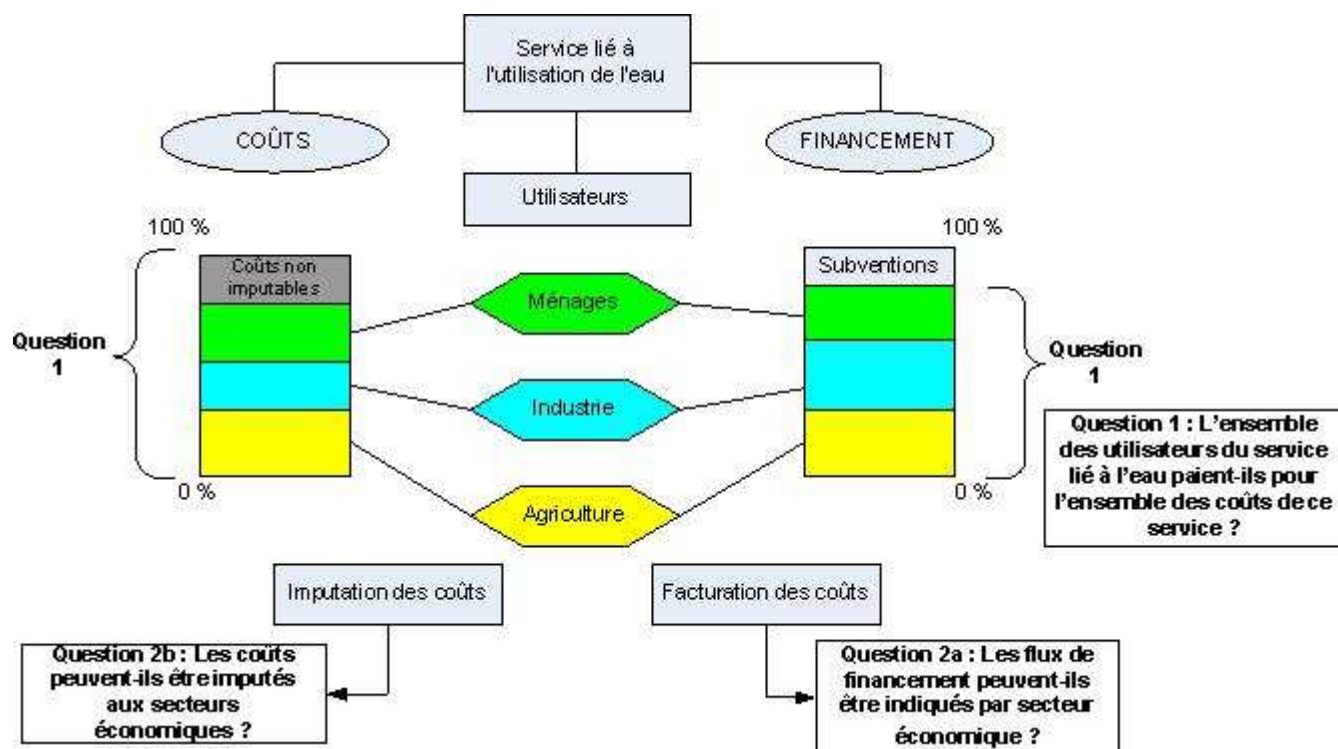 Service lié à
l'utilisation de l'eau
COÛTS
FINANCEMENT
Utilisateurs
100 %
100 %
Coûts non
imputables
Subventions
Ménages
Question
1
Question
1
Industrie
Question 1 : L'ensemble
des utilisateurs du service
lié à l'eau paient-ils pour
l'ensemble des coûts de ce
service ?
0 %
0 %
Agriculture
Imputation des coûts
Facturation des coûts
Question 2b : Les coûts
peuvent-ils être imputés
aux secteurs
économiques ?
Question 2a : Les flux de
financement peuvent-ils
être indiqués par secteur
économique ?